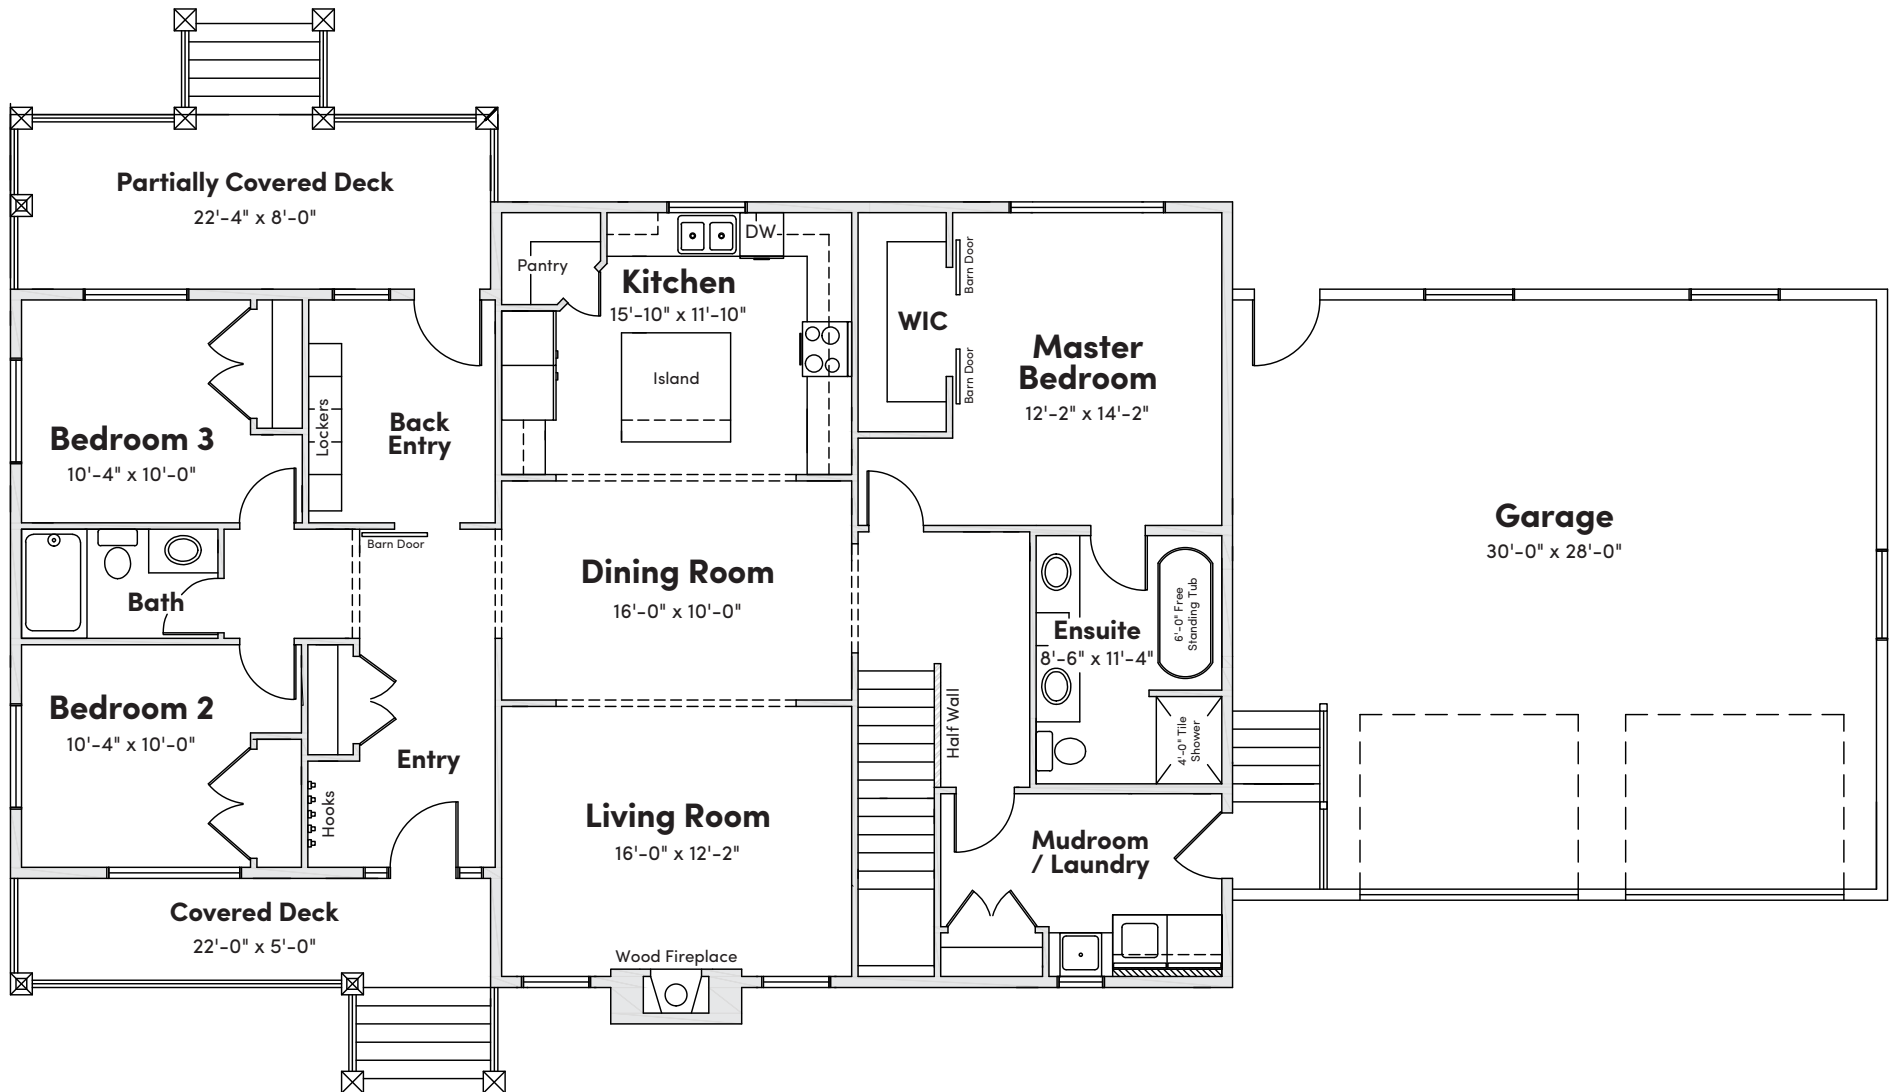 Partially Covered Deck
22'-4" x 8'-0"
Pantry
DW
Kitchen
15'-10" x 11'-10"
Island
WIC
Barn Door
Barn Door
Master
Bedroom
12'-2" x 14'-2"
Bedroom 3
10'-4" x 10'-0"
Lockers
Back
Entry
Barn Door
Bath
Dining Room
16'-0" x 10'-0"
Garage
30'-0" x 28'-0"
Ensuite
8'-6" x 11'-4"
6'-0" Free
Standing Tub
4'-0" Tile
Shower
Half Wall
Bedroom 2
10'-4" x 10'-0"
Entry
Hooks
Living Room
16'-0" x 12'-2"
Mudroom
/ Laundry
Covered Deck
22'-0" x 5'-0"
Wood Fireplace